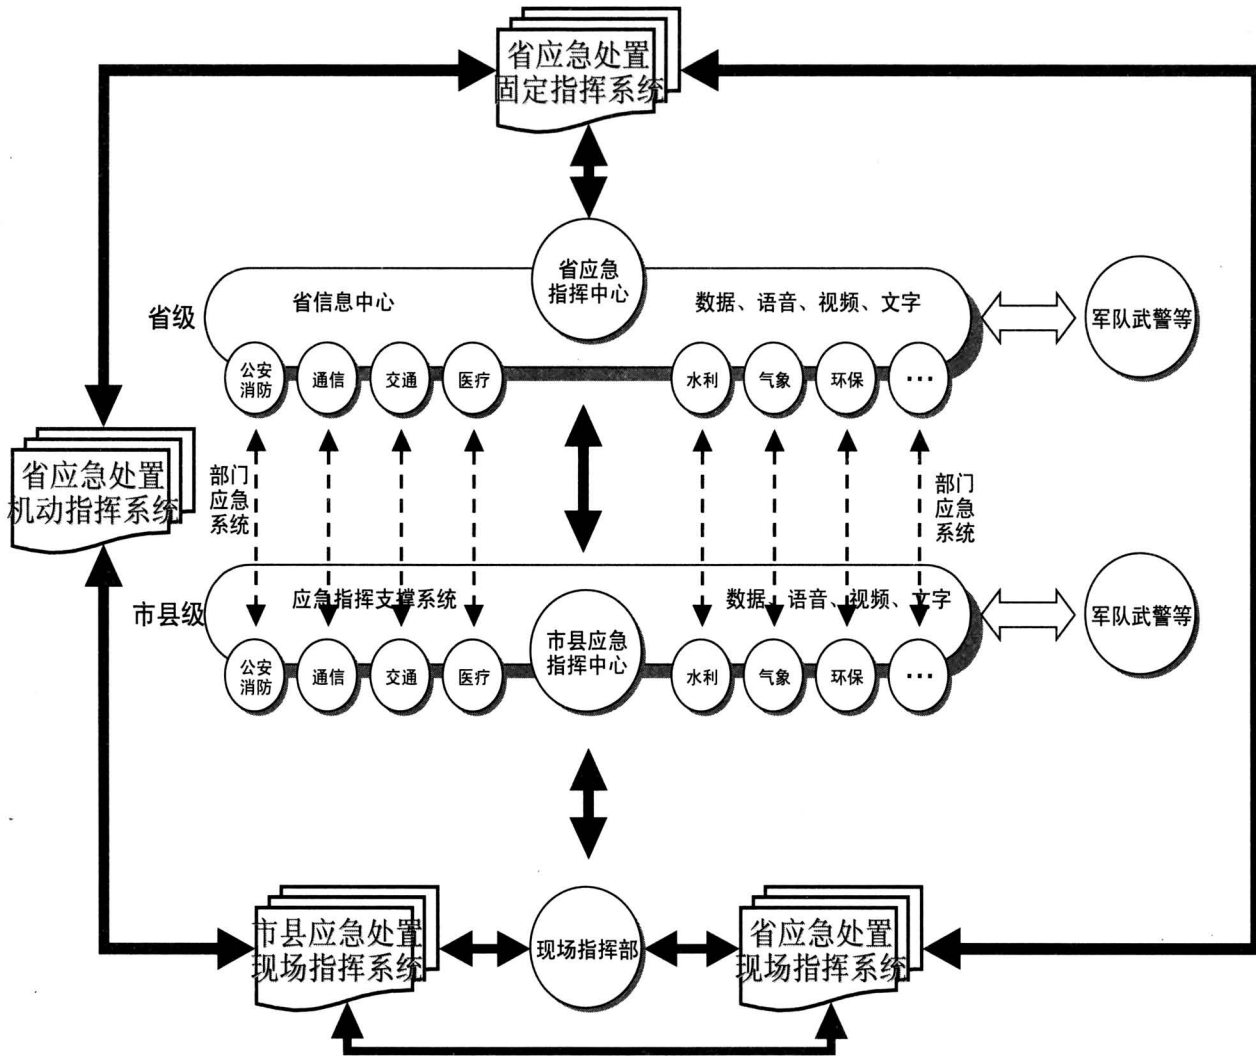 省应急处置
固定指挥系统
省应急
指挥中心
省级
省信息中心
数据、语音、视频、文字
军队武警等
公安
消防
通信
交通
医疗
水利
气象
环保
...
省应急处置
机动指挥系统
部门
应急
系统
部门
应急
系统
市县级
应急指挥支撑系统
数据、语音、视频、文字
市县应急
指挥中心
军队武警等
公安
消防
通信
交通
医疗
水利
气象
环保
...
市县应急处置
现场指挥系统
现场指挥部
省应急处置
现场指挥系统